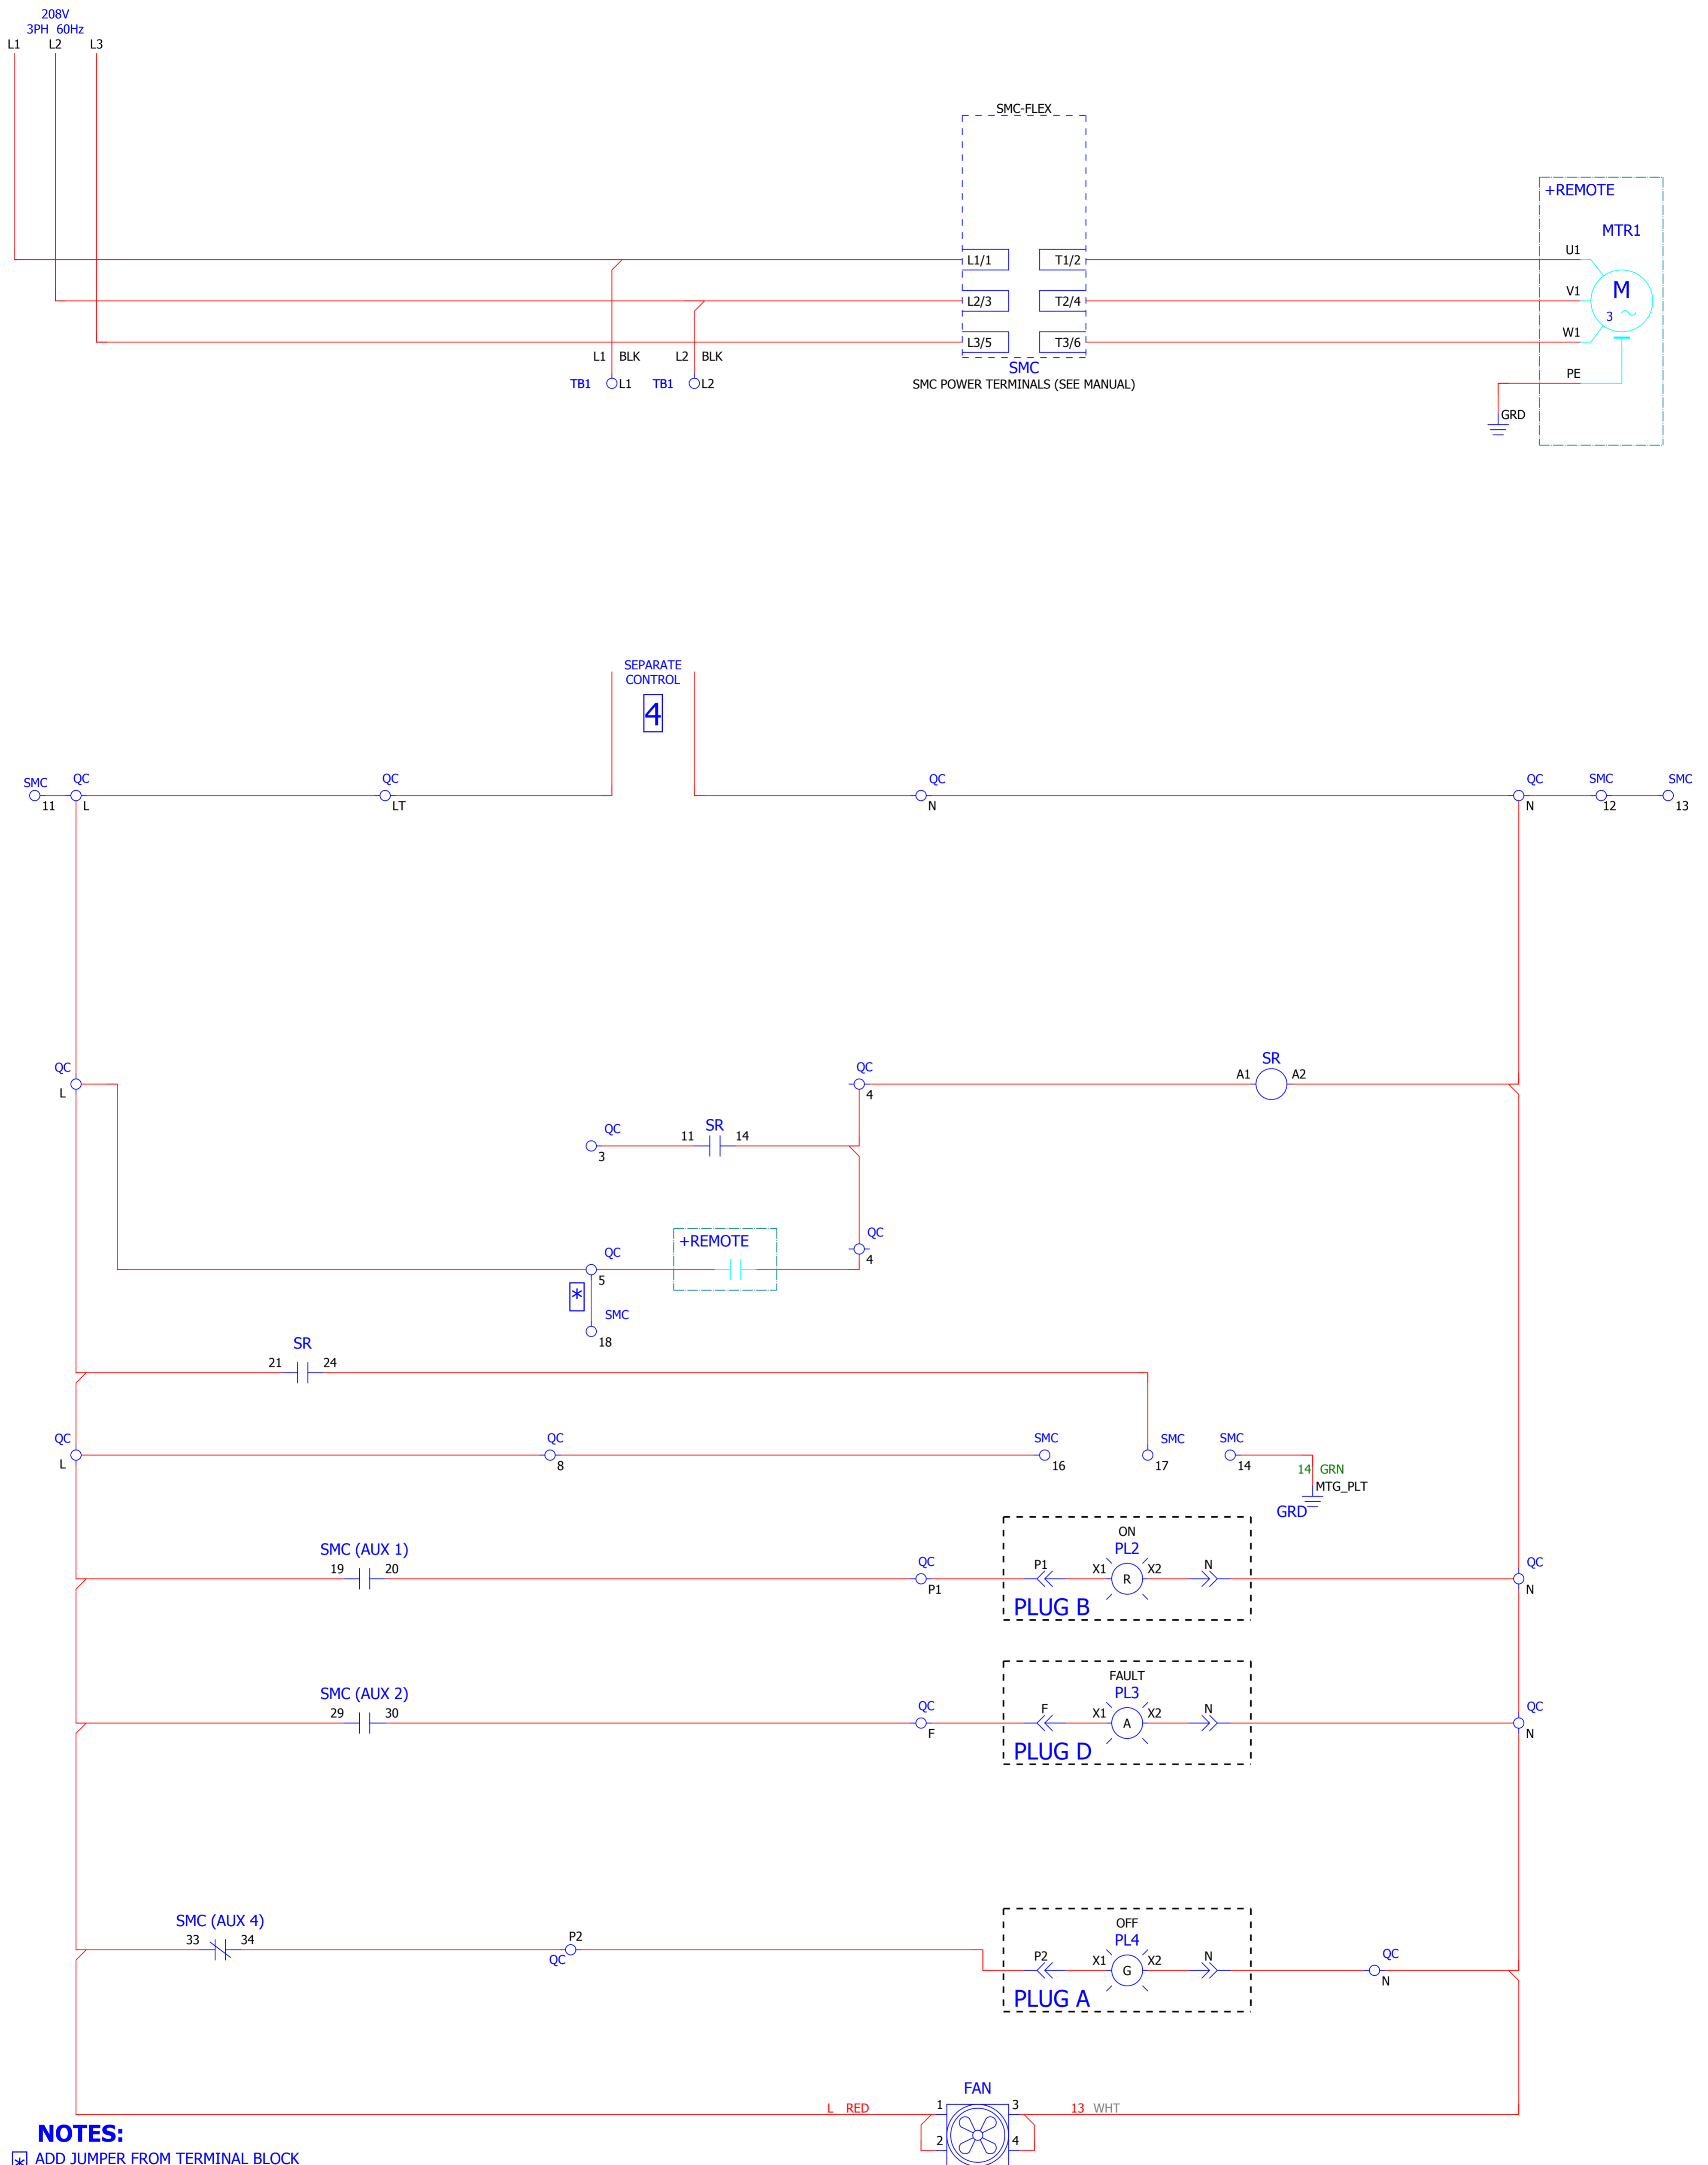 208V
3PH 60Hz
L1 L2 L3
SMC-FLEX
+REMOTE
MTR1
L1/1 T1/2 U1
L2/3 T2/4 V1 M
3
L3/5 T3/6 W1
L1 BLK L2 BLK
SMC
TB1 L1 TB1 L2
SMC POWER TERMINALS (SEE MANUAL)
PE
GRD
SEPARATE
CONTROL
4
SMC QC QC QC QC SMC SMC
11 L LT N N 12 13
QC QC SR
L 4 A1 A2
QC SR
3 11 14
QC
4
+REMOTE
QC
5
*
SMC
18
SR
21 24
QC QC SMC SMC SMC
L 8 16 17 14
14 GRN
MTG_PLT
GRD
ON
SMC (AUX 1) PL2
19 20 QC P1 X1 R X2 N QC
P1 N
PLUG B
FAULT
SMC (AUX 2) PL3
29 30 QC F X1 A X2 N QC
F N
PLUG D
OFF
SMC (AUX 4) PL4
33 34 P2 P2 X1 G X2 N QC
QC N
PLUG A
FAN
L RED 1 3 13 WHT
2 4
NOTES:
* ADD JUMPER FROM TERMINAL BLOCK